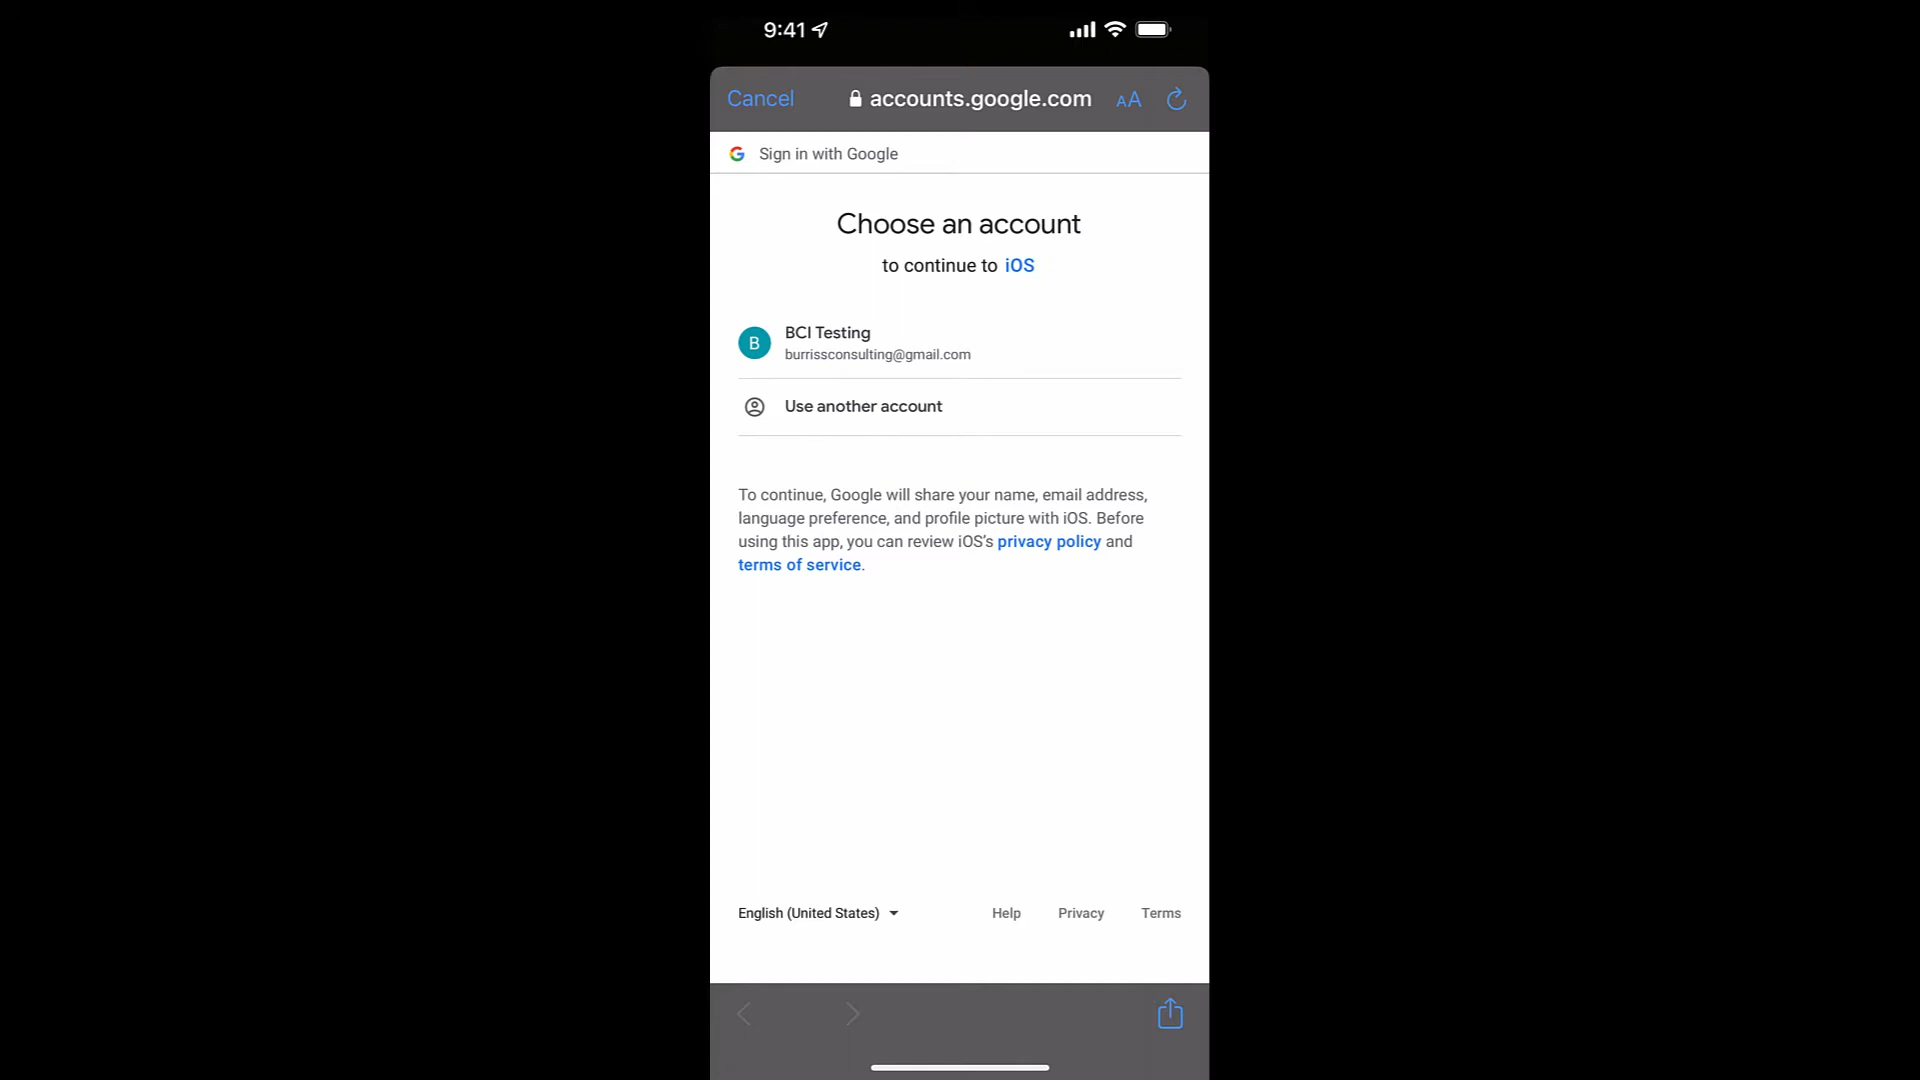 9:41
Cancel accounts.google.com AA
Sign in with Google
Choose an account
to continue to iOS
B
BCI Testing
burrissconsulting@gmail.com
Use another account
To continue, Google will share your name, email address,
language preference, and profile picture with iOS. Before
using this app, you can review iOS's privacy policy and
terms of service.
English (United States) Help Privacy Terms